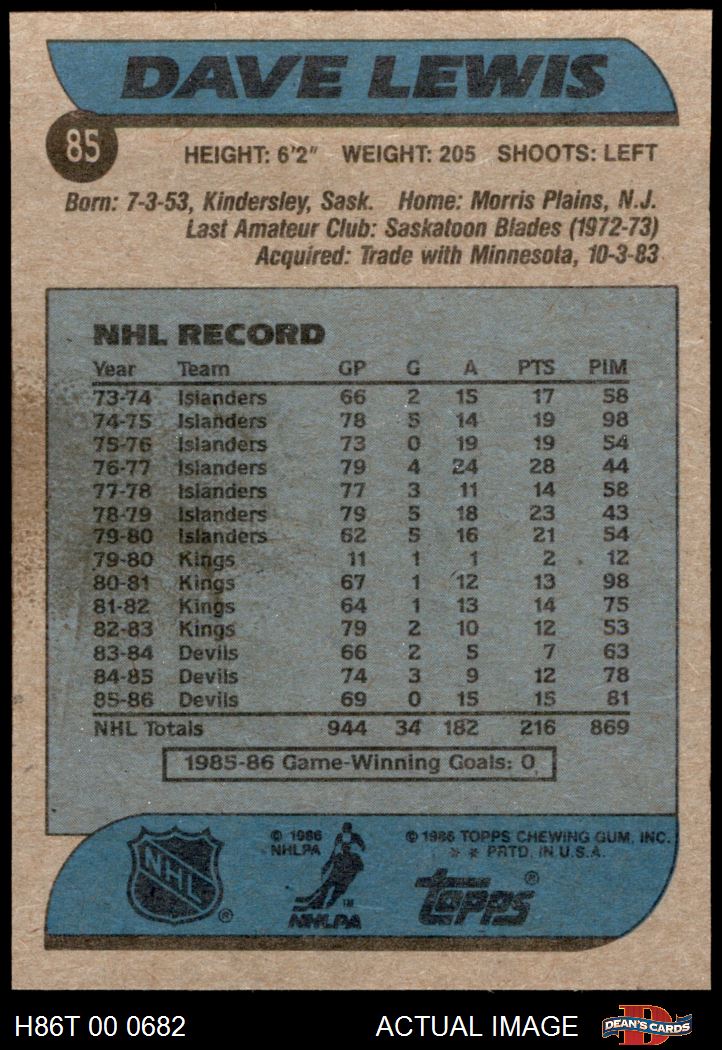 DAVE LEWIS
85
HEIGHT: 6'2" WEIGHT: 205 SHOOTS: LEFT
Born: 7-3-53, Kindersley, Sask. Home: Morris Plains, N.J.
Last Amateur Club: Saskatoon Blades (1972-73)
Acquired: Trade with Minnesota, 10-3-83
NHL RECORD
Year Team GP G A PTS PIM
73-74 Islanders 66 2 15 17 58
74-75 Islanders 78 5 14 19 98
75-76 Islanders 73 0 19 19 54
76-77 Islanders 79 4 24 28 44
77-78 Islanders 77 3 11 14 58
78-79 Islanders 79 5 18 23 43
79-80 Islanders 62 5 16 21 54
79-80 Kings 11 1 1 2 12
80-81 Kings 67 1 12 13 98
81-82 Kings 64 1 13 14 75
82-83 Kings 79 2 10 12 53
83-84 Devils 66 2 5 7 63
84-85 Devils 74 3 9 12 78
85-86 Devils 69 0 15 15 81
NHL Totals 944 34 182 216 869
1985-86 Game-Winning Goals: 0
NHL ®
© 1986
NHLPA
TM
NHLPA
© 1986 TOPPS CHEWING GUM, INC.
* * PRTD. IN U.S.A.
topps ®
H86T 00 0682 ACTUAL IMAGE
D
DEAN'S CARDS